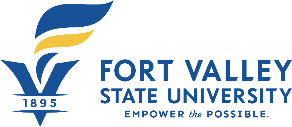 1895
FORT VALLEY
STATE UNIVERSITY
EMPOWER the POSSIBLE.